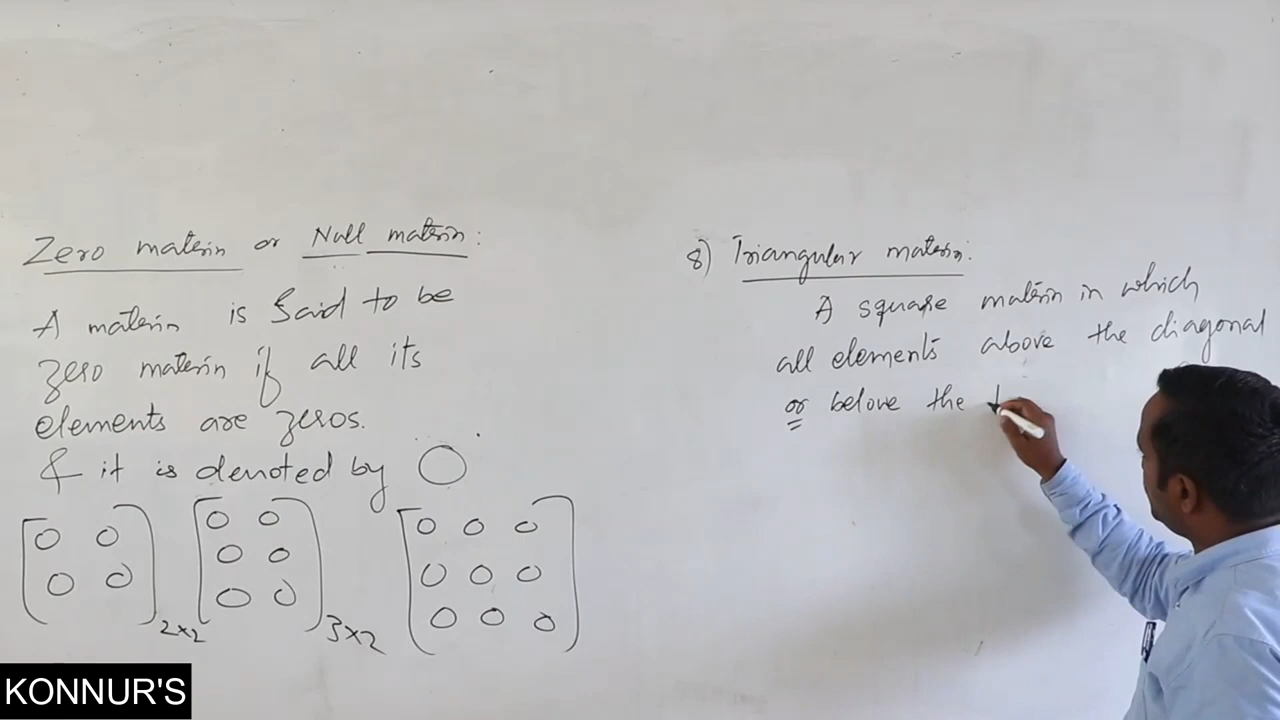 Zero matrix or Null matrix:
A matrix is said to be
zero matrix if all its
elements are zeros.
& it is denoted by O
0 0
0 0
2×2
0 0
0 0
0 0
3×2
0 0 0
0 0 0
0 0 0
8) Triangular matrix:
A square matrix in which
all elements above the diagonal
or belove the
KONNUR'S